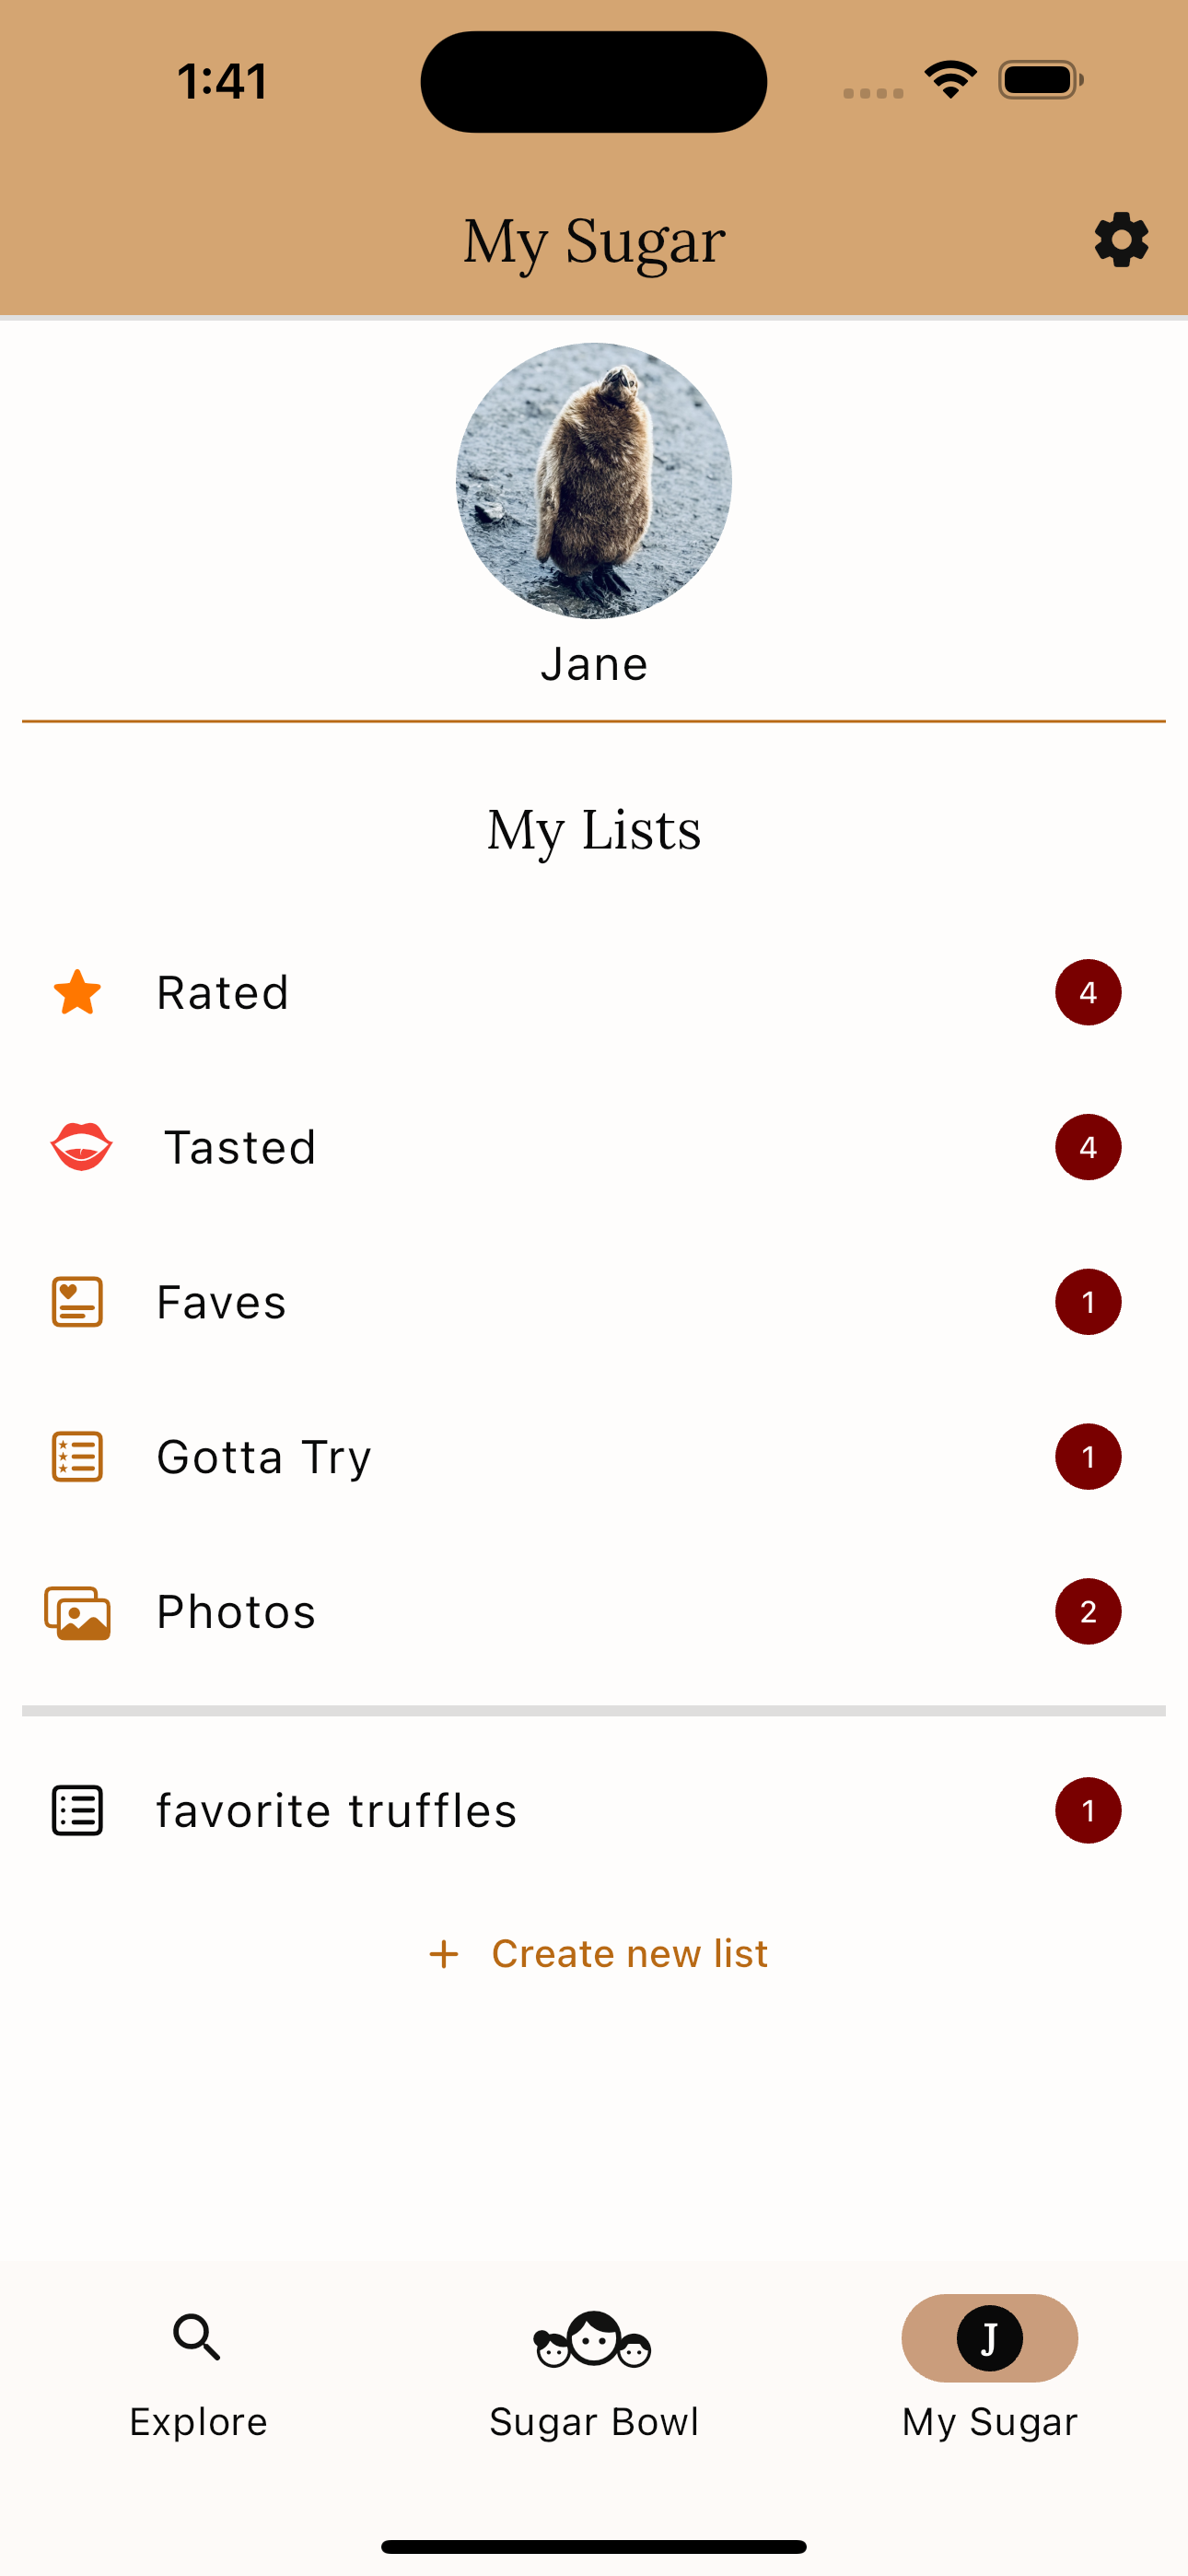 1:41
My Sugar
Jane
My Lists
Rated 4
Tasted 4
Faves 1
Gotta Try 1
Photos 2
favorite truffles 1
+ Create new list
J
Explore Sugar Bowl My Sugar